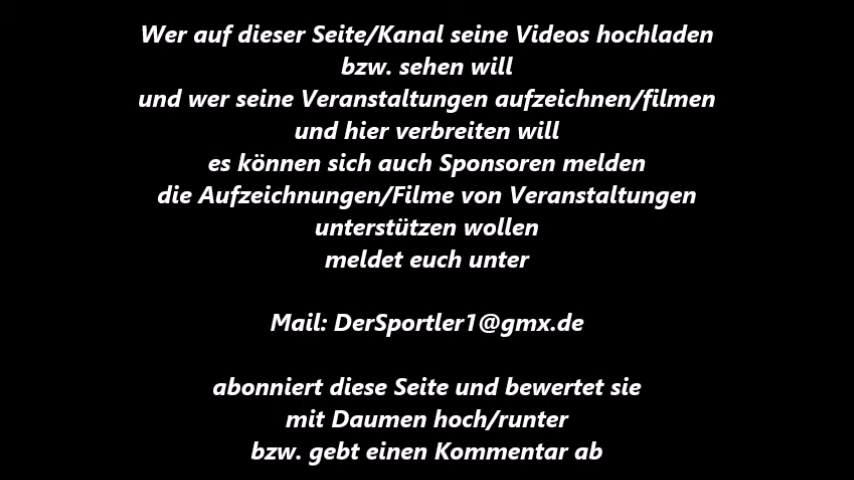 Wer auf dieser Seite/Kanal seine Videos hochladen
bzw. sehen will
und wer seine Veranstaltungen aufzeichnen/filmen
und hier verbreiten will
es können sich auch Sponsoren melden
die Aufzeichnungen/Filme von Veranstaltungen
unterstützen wollen
meldet euch unter
Mail: DerSportler1@gmx.de
abonniert diese Seite und bewertet sie
mit Daumen hoch/runter
bzw. gebt einen Kommentar ab